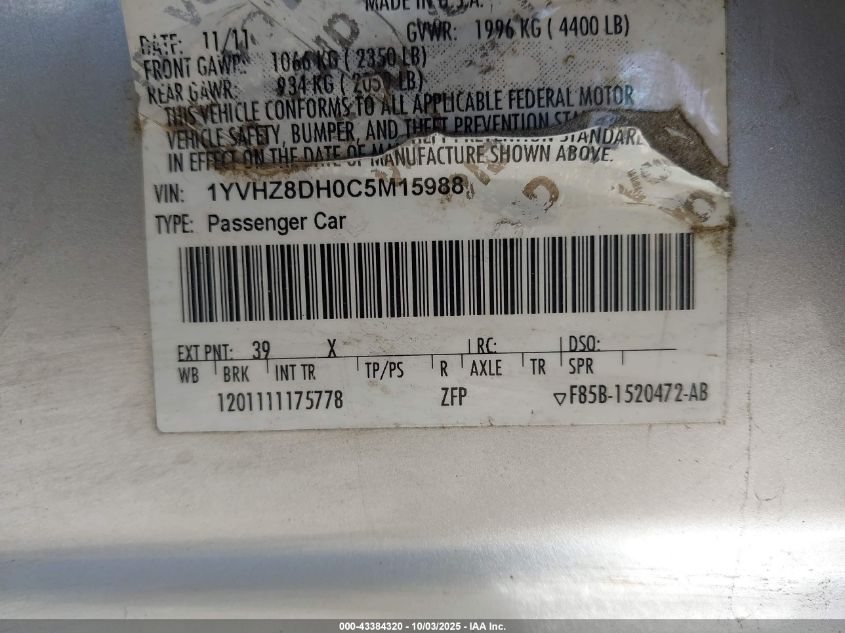 MADE IN U.S.A.
DATE: 11/11 GVWR: 1996 KG ( 4400 LB)
FRONT GAWR: 1066 KG ( 2350 LB)
REAR GAWR: 934 KG ( LB)
THIS VEHICLE CONFORMS TO ALL APPLICABLE FEDERAL MOTOR
VEHICLE SAFETY, BUMPER, AND THEFT PREVENTION STANDARDS
IN EFFECT ON THE DATE OF MANUFACTURE SHOWN ABOVE.
VIN: 1YVHZ8DH0C5M15988
TYPE: Passenger Car
EXT PNT: 39 X RC: DSO:
WB BRK INT TR TP/PS R AXLE TR SPR
1201111175778 ZFP ▽F85B-1520472-AB
000-43384320 - 10/03/2025 - IAA Inc.